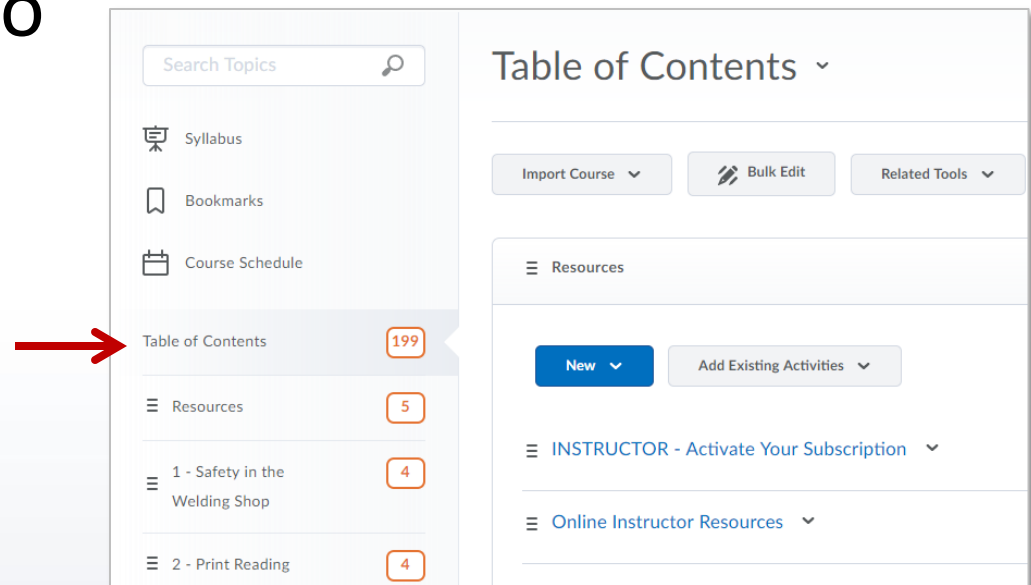 o
Search Topics
Syllabus
Bookmarks
Course Schedule
Table of Contents 199
Resources 5
1 - Safety in the 4
Welding Shop
2 - Print Reading 4
Table of Contents
Import Course
Bulk Edit
Related Tools
Resources
New
Add Existing Activities
INSTRUCTOR - Activate Your Subscription
Online Instructor Resources